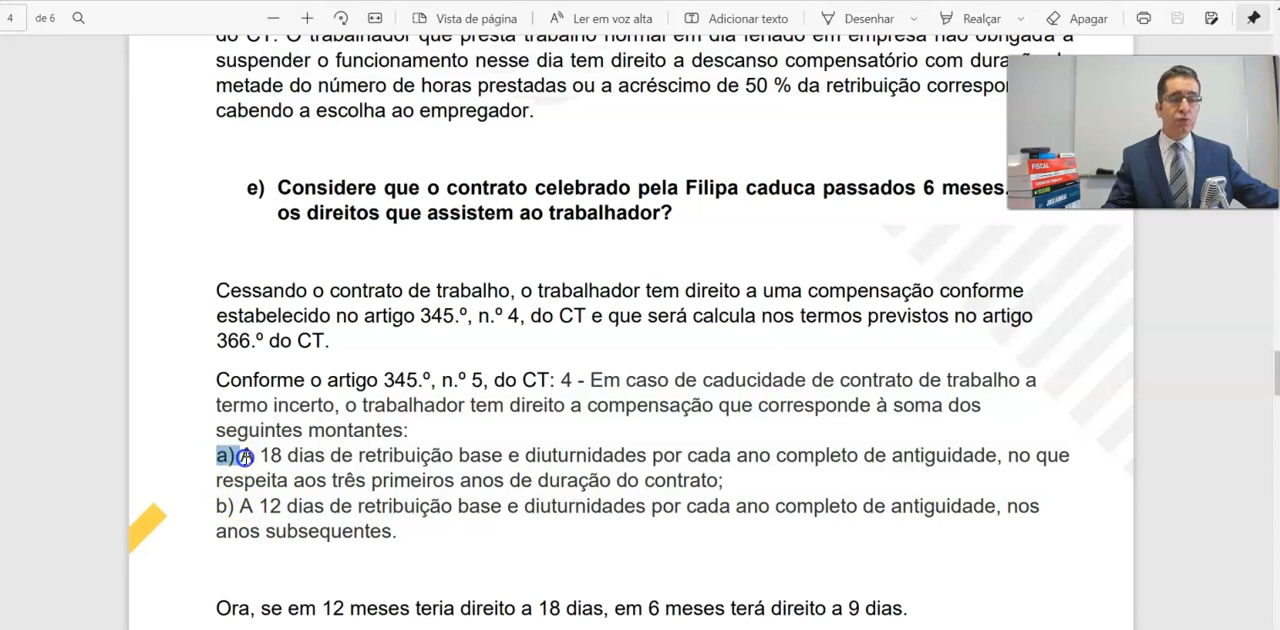 4 de 6 Vista de página Ler em voz alta Adicionar texto Desenhar Realçar Apagar
suspender o funcionamento nesse dia tem direito a descanso compensatório com
metade do número de horas prestadas ou a acréscimo de 50 % da retribuição
cabendo a escolha ao empregador.
e) Considere que o contrato celebrado pela Filipa caduca passados 6 meses.
os direitos que assistem ao trabalhador?
FISCAL
Cessando o contrato de trabalho, o trabalhador tem direito a uma compensação conforme
estabelecido no artigo 345.º, n.º 4, do CT e que será calcula nos termos previstos no artigo
366.º do CT.
Conforme o artigo 345.º, n.º 5, do CT: 4 - Em caso de caducidade de contrato de trabalho a
termo incerto, o trabalhador tem direito a compensação que corresponde à soma dos
seguintes montantes:
a) A 18 dias de retribuição base e diuturnidades por cada ano completo de antiguidade, no que
respeita aos três primeiros anos de duração do contrato;
b) A 12 dias de retribuição base e diuturnidades por cada ano completo de antiguidade, nos
anos subsequentes.
Ora, se em 12 meses teria direito a 18 dias, em 6 meses terá direito a 9 dias.